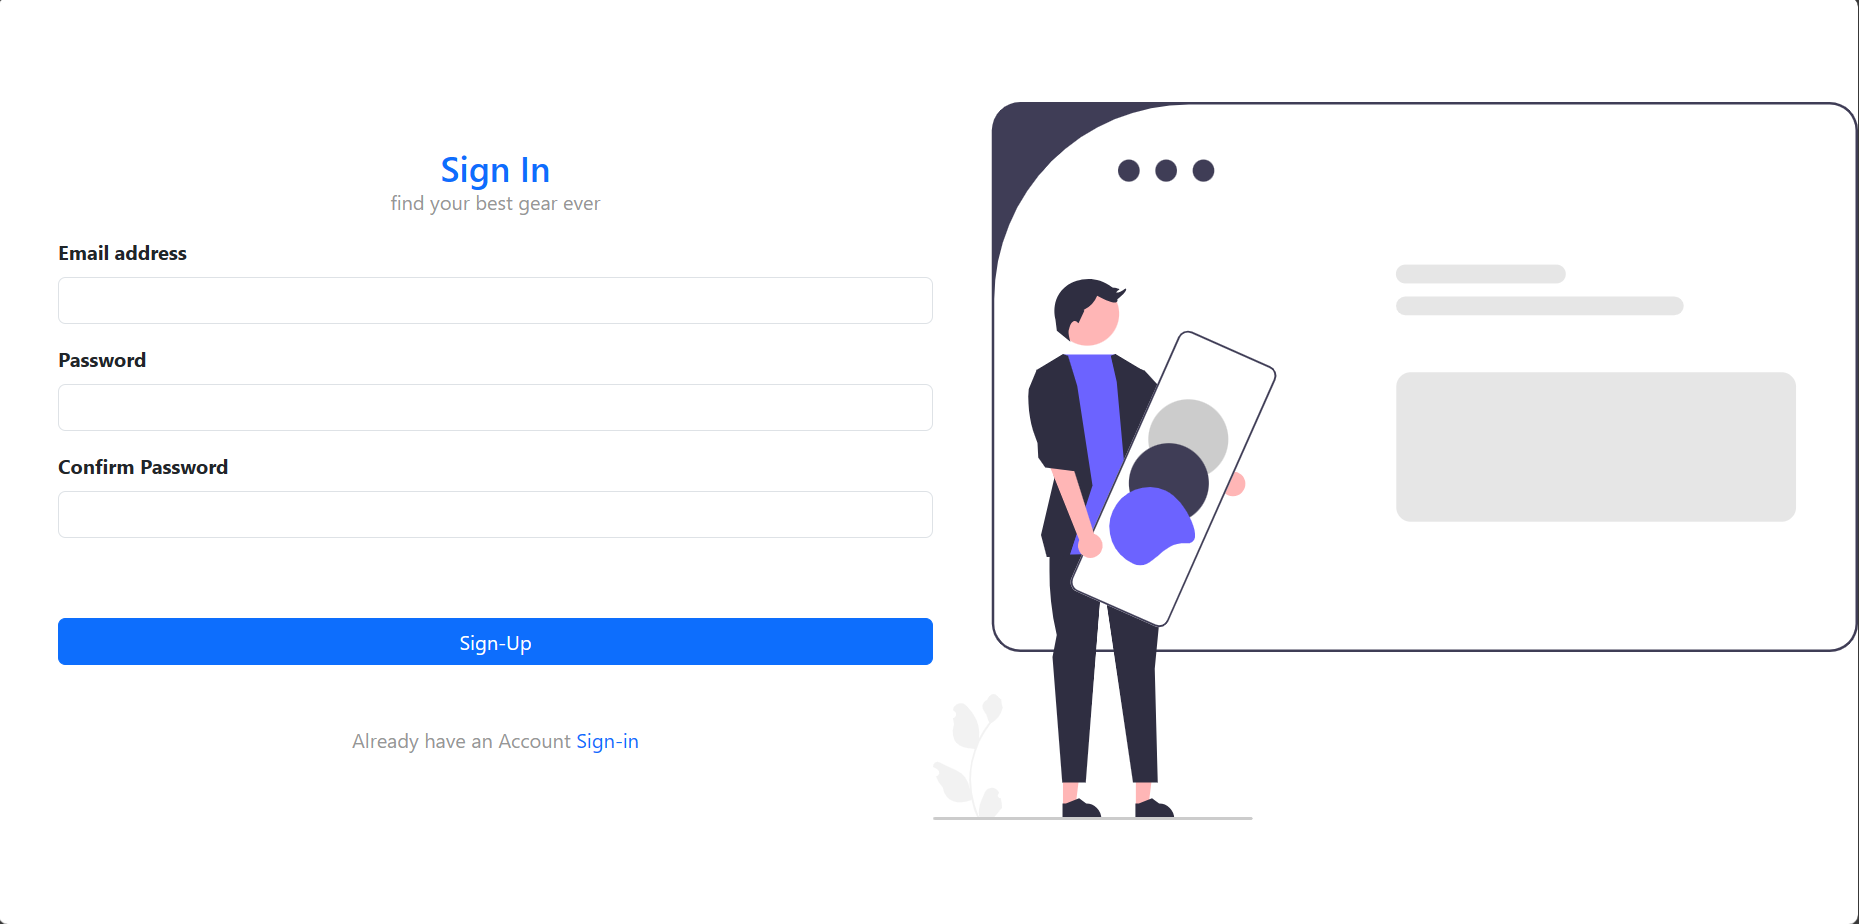 Sign In
find your best gear ever
Email address
Password
Confirm Password
Sign-Up
Already have an Account Sign-in